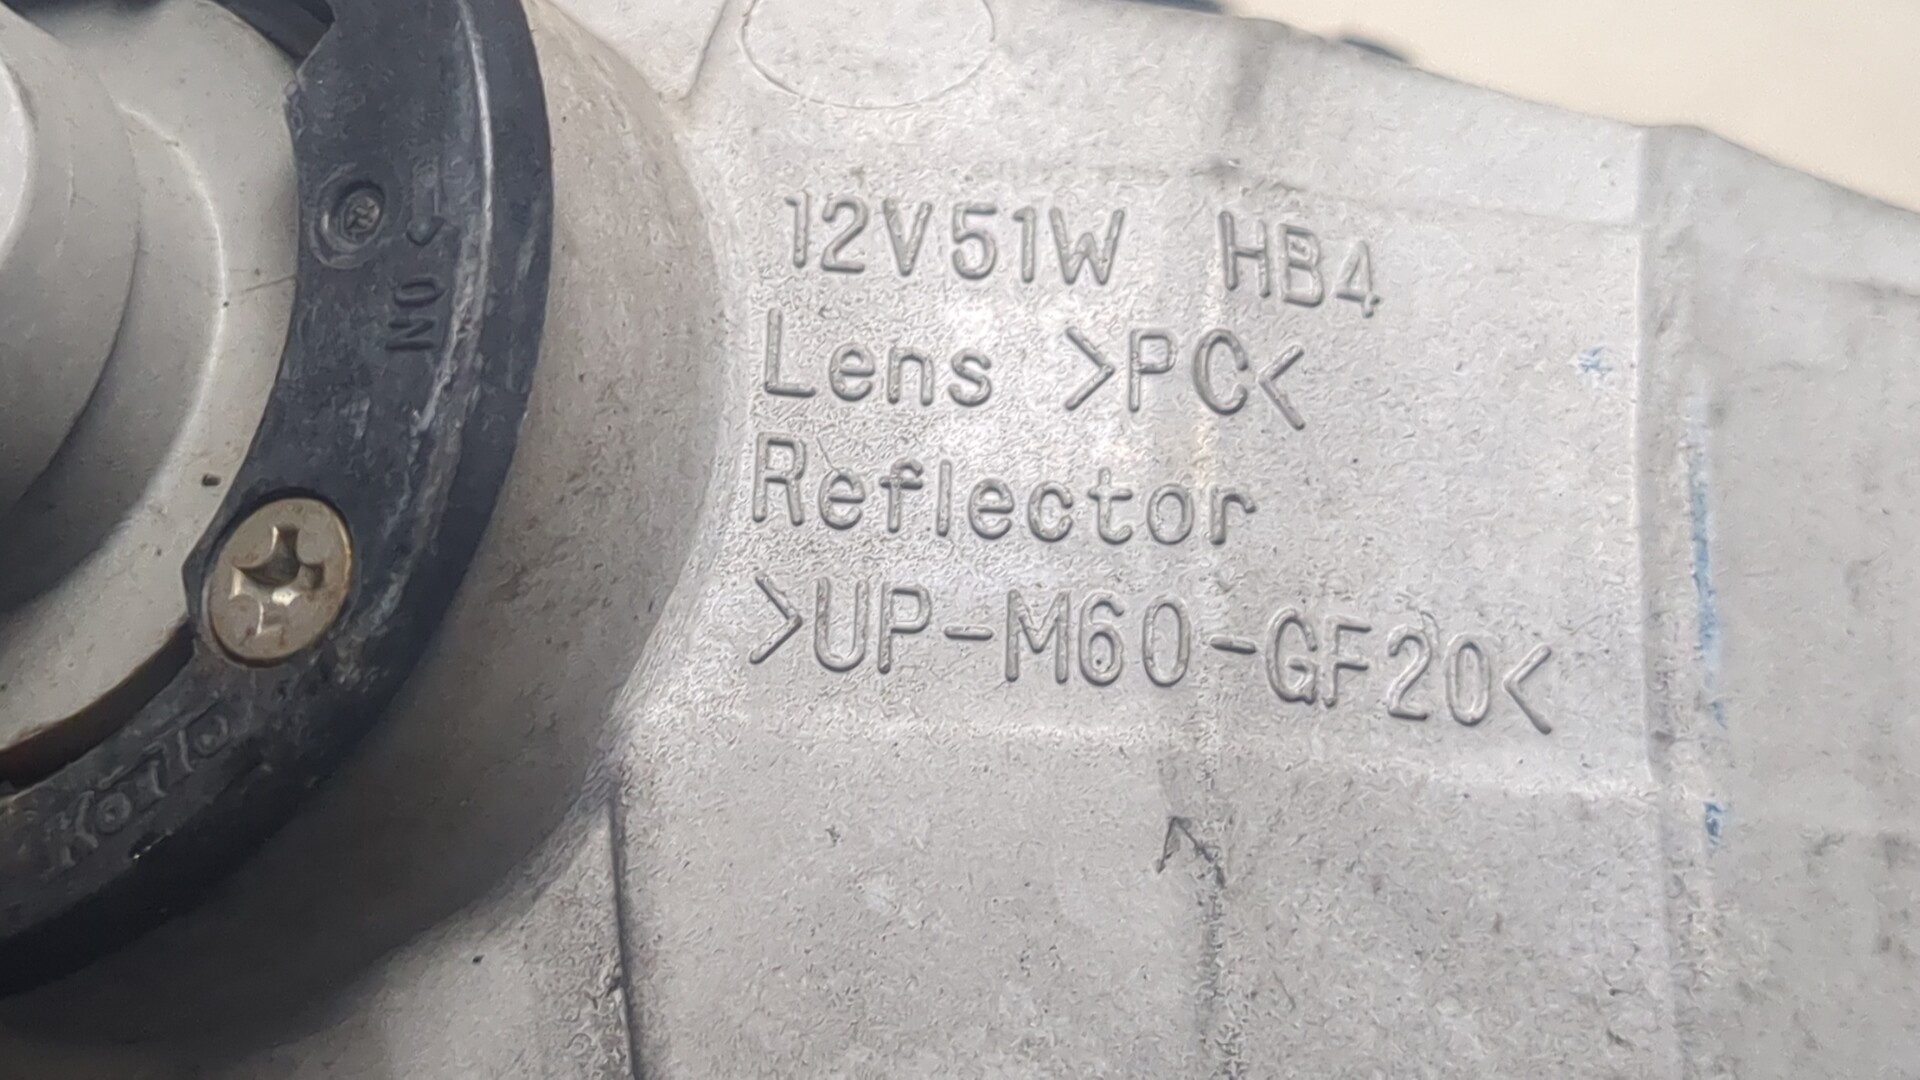 12V51W HB4
Lens >PC<
Reflector
>UP-M60-GF20<
ON